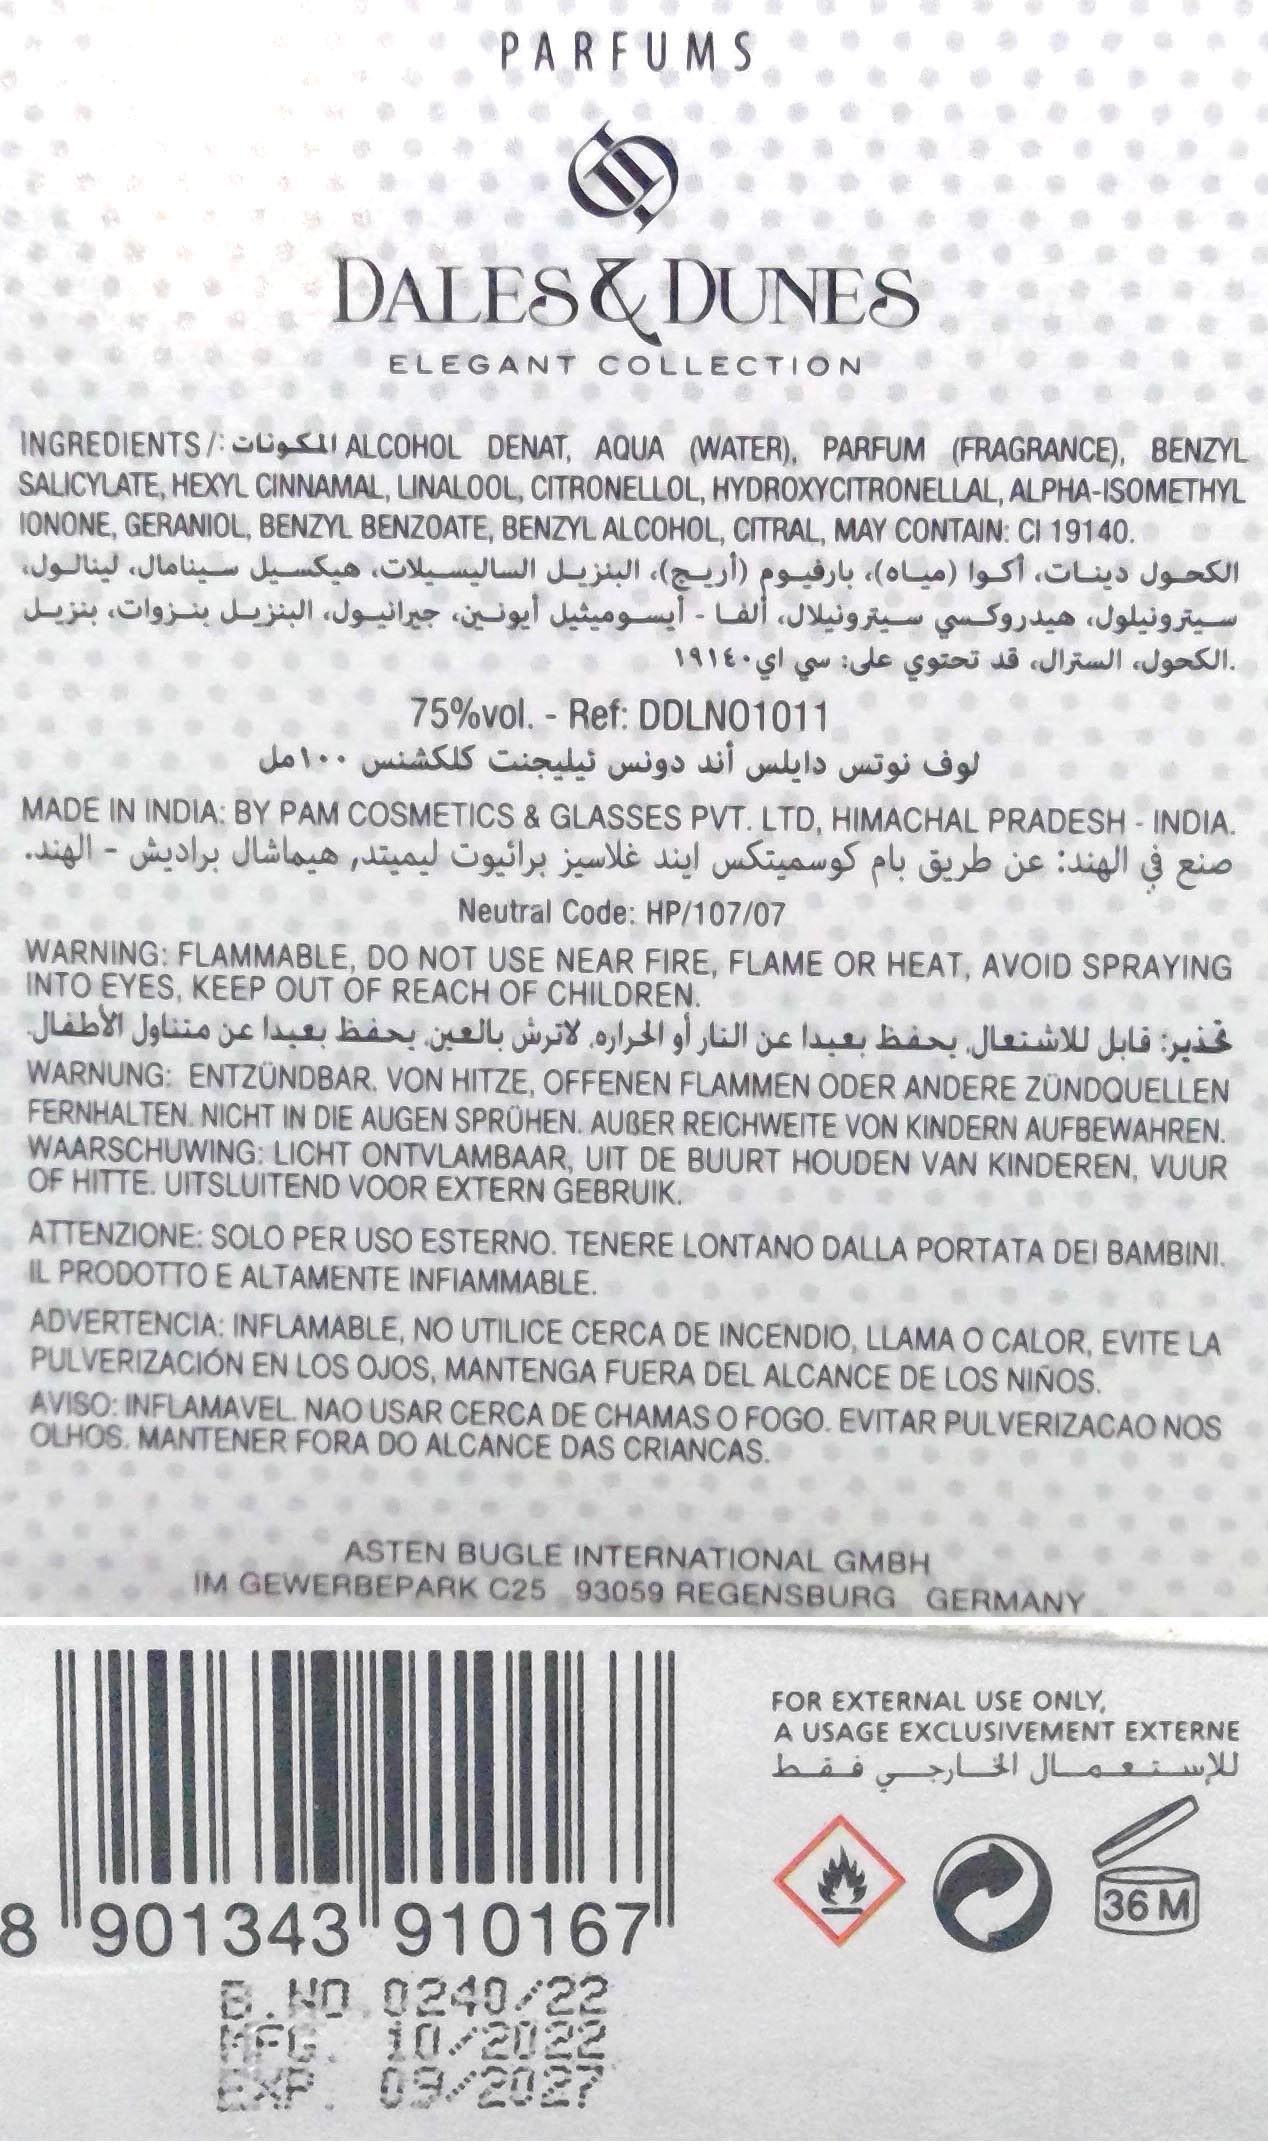 PARFUMS
DALES & DUNES
ELEGANT COLLECTION
INGREDIENTS/: المكونات ALCOHOL DENAT, AQUA (WATER), PARFUM (FRAGRANCE), BENZYL
SALICYLATE, HEXYL CINNAMAL, LINALOOL, CITRONELLOL, HYDROXYCITRONELLAL, ALPHA-ISOMETHYL
IONONE, GERANIOL, BENZYL BENZOATE, BENZYL ALCOHOL, CITRAL, MAY CONTAIN: CI 19140.
الكحول دينات، أكوا (مياه)، بارفيوم (أريج)، البنزيل الساليسيلات، هيكسيل سينامال، لينالول،
سيترونيلول، هيدروكسي سيترونيلال، ألفا - أيسوميثيل أيونين، جيرانيول، البنزيل بنزوات، بنزيل
.الكحول، السترال، قد تحتوي على: سي اي ١٩١٤٠
75%vol. - Ref: DDLNO1011
لوف نوتس دايلس أند دونس ئيليجنت كلكشنس ١٠٠مل
MADE IN INDIA: BY PAM COSMETICS & GLASSES PVT. LTD, HIMACHAL PRADESH - INDIA.
صنع في الهند: عن طريق بام كوسميتكس ايند غلاسيز برائيوت ليميتد, هيماشال براديش - الهند.
Neutral Code: HP/107/07
WARNING: FLAMMABLE, DO NOT USE NEAR FIRE, FLAME OR HEAT, AVOID SPRAYING
INTO EYES, KEEP OUT OF REACH OF CHILDREN.
تحذير: قابل للاشتعال. يحفظ بعيدا عن النار أو الحراره. لاترش بالعين. يحفظ بعيدا عن متناول الأطفال.
WARNUNG: ENTZÜNDBAR. VON HITZE, OFFENEN FLAMMEN ODER ANDERE ZÜNDQUELLEN
FERNHALTEN. NICHT IN DIE AUGEN SPRÜHEN. AUßER REICHWEITE VON KINDERN AUFBEWAHREN.
WAARSCHUWING: LICHT ONTVLAMBAAR, UIT DE BUURT HOUDEN VAN KINDEREN, VUUR
OF HITTE. UITSLUITEND VOOR EXTERN GEBRUIK.
ATTENZIONE: SOLO PER USO ESTERNO. TENERE LONTANO DALLA PORTATA DEI BAMBINI.
IL PRODOTTO E ALTAMENTE INFIAMMABLE.
ADVERTENCIA: INFLAMABLE, NO UTILICE CERCA DE INCENDIO, LLAMA O CALOR, EVITE LA
PULVERIZACIÓN EN LOS OJOS, MANTENGA FUERA DEL ALCANCE DE LOS NIÑOS.
AVISO: INFLAMAVEL. NAO USAR CERCA DE CHAMAS O FOGO. EVITAR PULVERIZACAO NOS
OLHOS. MANTENER FORA DO ALCANCE DAS CRIANCAS.
ASTEN BUGLE INTERNATIONAL GMBH
IM GEWERBEPARK C25 93059 REGENSBURG GERMANY
FOR EXTERNAL USE ONLY,
A USAGE EXCLUSIVEMENT EXTERNE
للإستعمال الخارجي فقط
36 M
8 901343 910167
B.NO.0240/22
MFG. 10/2022
EXP. 09/2027